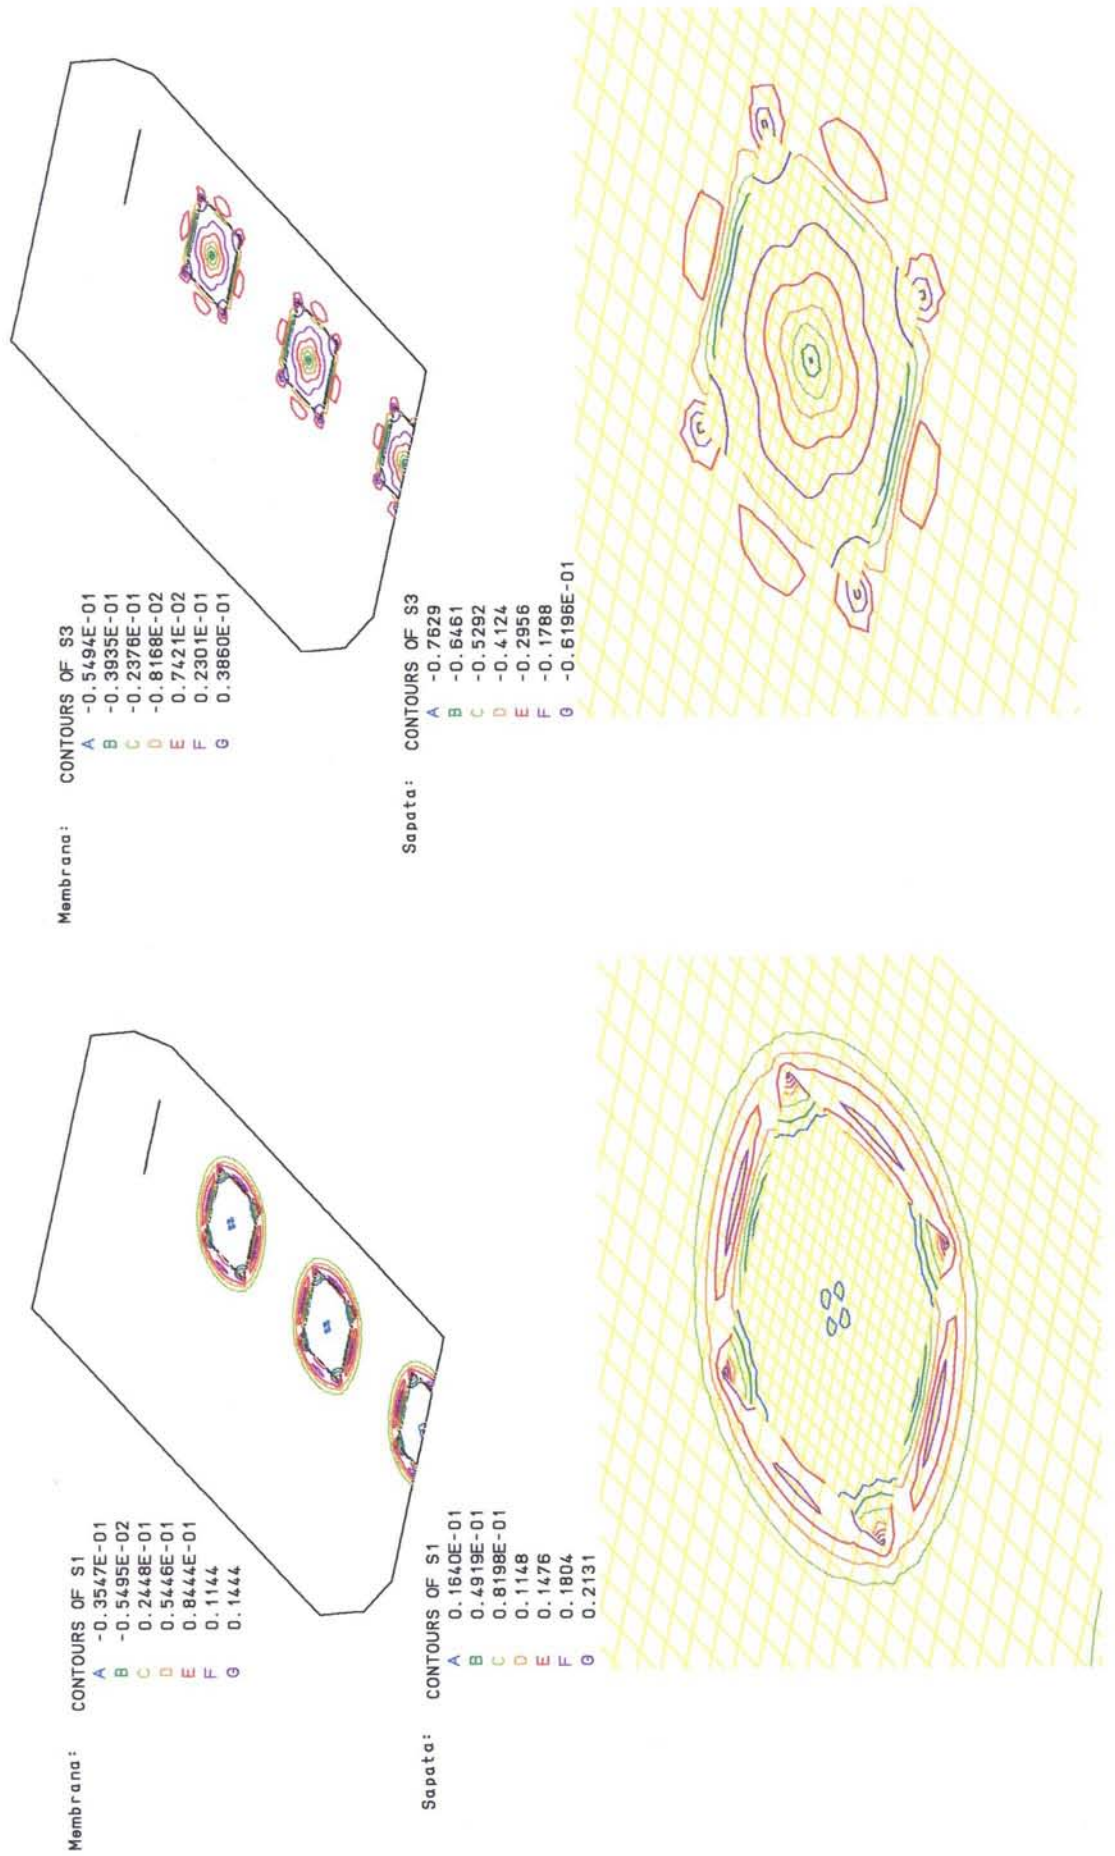 Membrana: CONTOURS OF S1
A -0.3547E-01
B -0.5495E-02
C 0.2448E-01
D 0.5446E-01
E 0.8444E-01
F 0.1144
G 0.1444
Sapata: CONTOURS OF S1
A 0.1640E-01
B 0.4919E-01
C 0.8198E-01
D 0.1148
E 0.1476
F 0.1804
G 0.2131
Membrana: CONTOURS OF S3
A -0.5494E-01
B -0.3935E-01
C -0.2376E-01
D -0.8168E-02
E 0.7421E-02
F 0.2301E-01
G 0.3860E-01
Sapata: CONTOURS OF S3
A -0.7629
B -0.6461
C -0.5292
D -0.4124
E -0.2956
F -0.1788
G -0.6196E-01